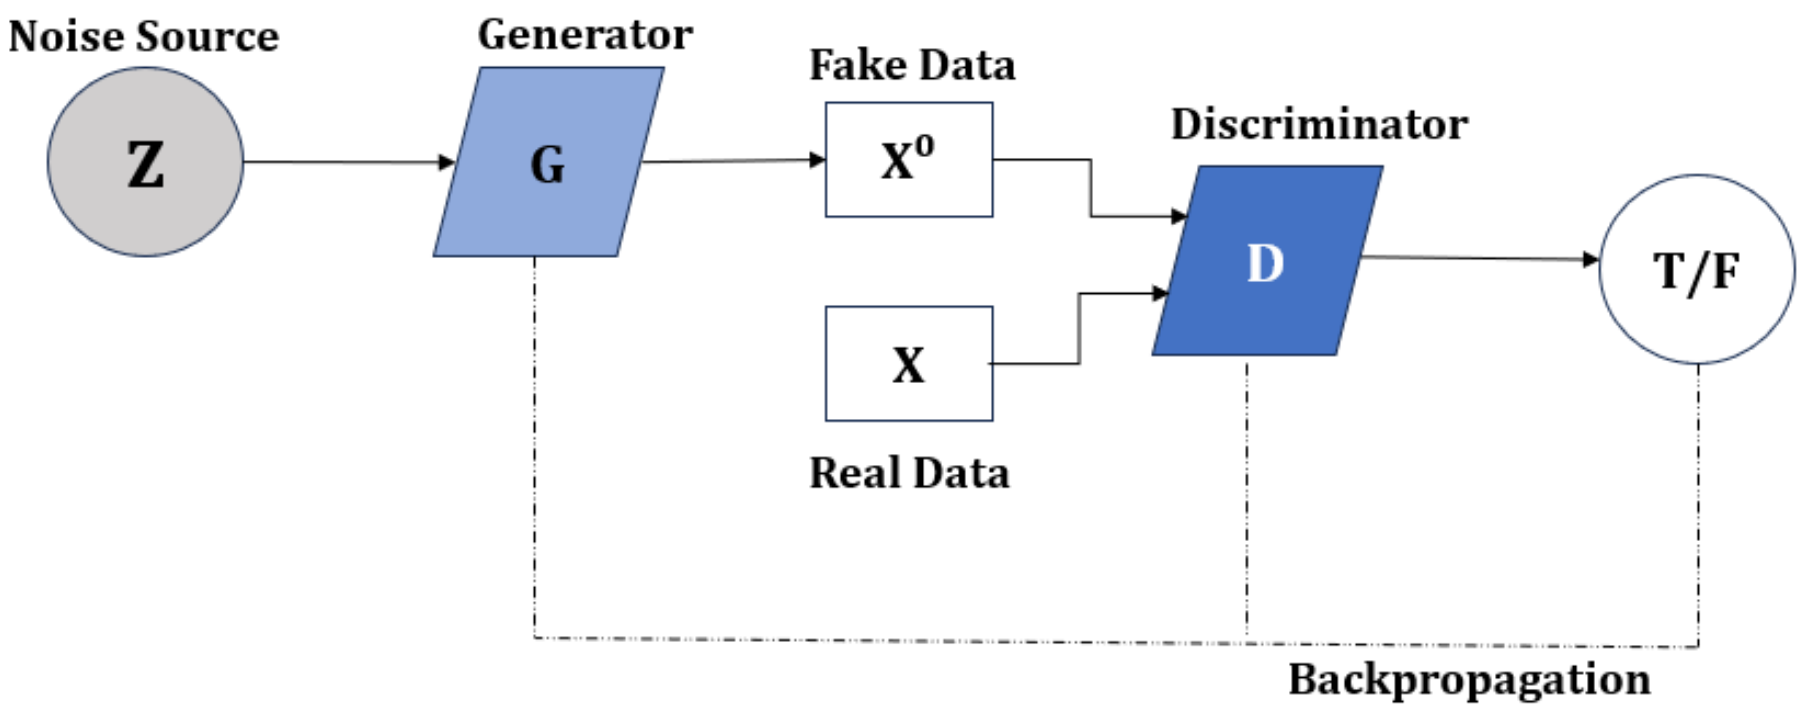 Noise Source
Generator
Fake Data
Discriminator
Z
G
X⁰
D
T/F
X
Real Data
Backpropagation